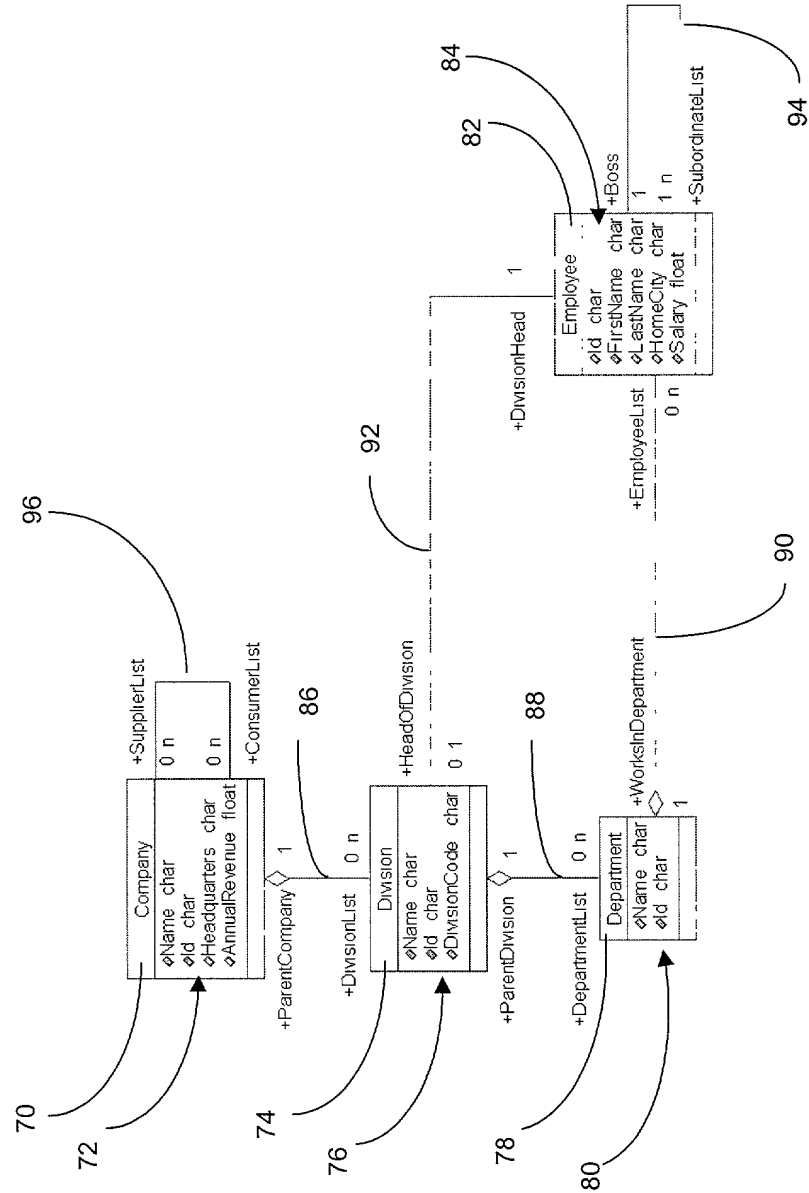 96
+SupplierList
0 n
0 n
+ConsumerList
70
72
Company
Name char
Id char
Headquarters char
AnnualRevenue float
+ParentCompany
1
86
+DivisionList
0 n
74
76
Division
Name char
Id char
DivisionCode char
+HeadOfDivision
0 1
92
+DivisionHead
1
+ParentDivision
1
88
+DepartmentList
0 n
78
80
Department
Name char
Id char
+WorksInDepartment
1
90
+EmployeeList
0 n
82
84
Employee
Id char
FirstName char
LastName char
HomeCity char
Salary float
+Boss
1
1 n
+SubordinateList
94